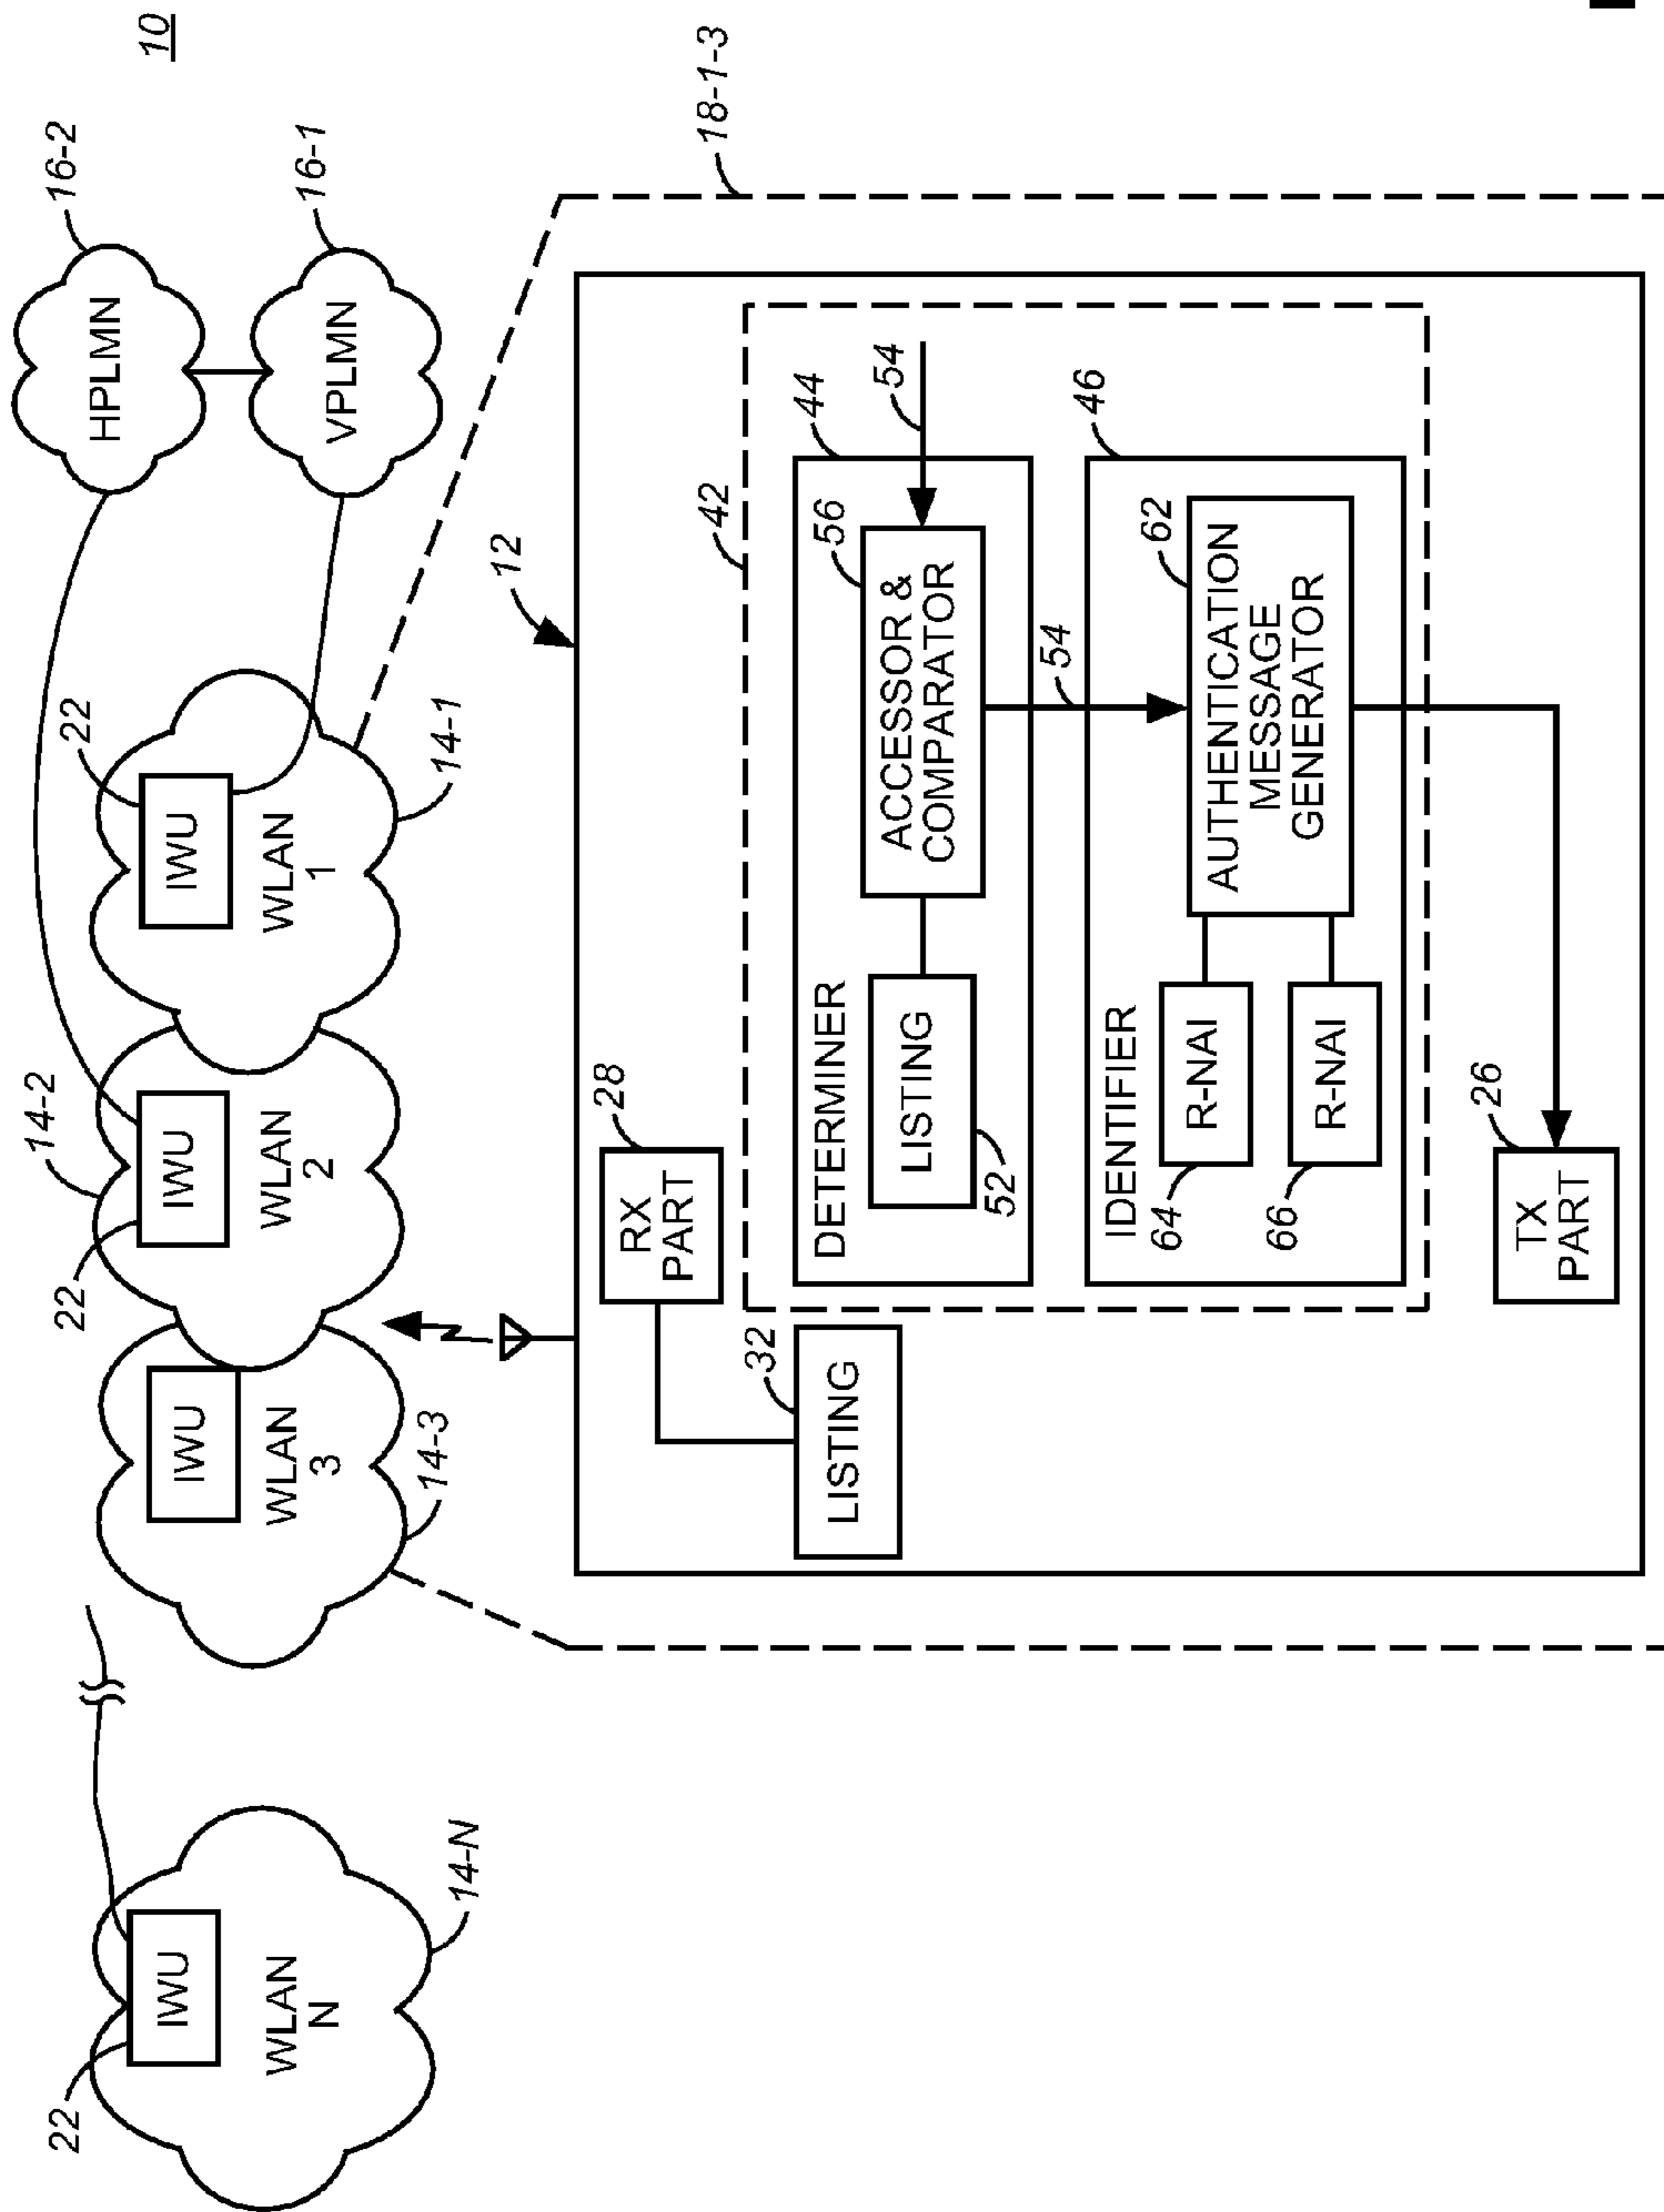 10
16-2
HPLMN
16-1
VPLMN
18-1-3
22
IWU
WLAN
1
14-1
14-2
22
IWU
WLAN
2
IWU
WLAN
3
14-3
22
IWU
WLAN
N
14-N
12
28
RX
PART
32
LISTING
42
44
DETERMINER
54
56
ACCESSOR &
COMPARATOR
LISTING
52
54
46
IDENTIFIER
62
AUTHENTICATION
MESSAGE
GENERATOR
64
R-NAI
66
R-NAI
26
TX
PART